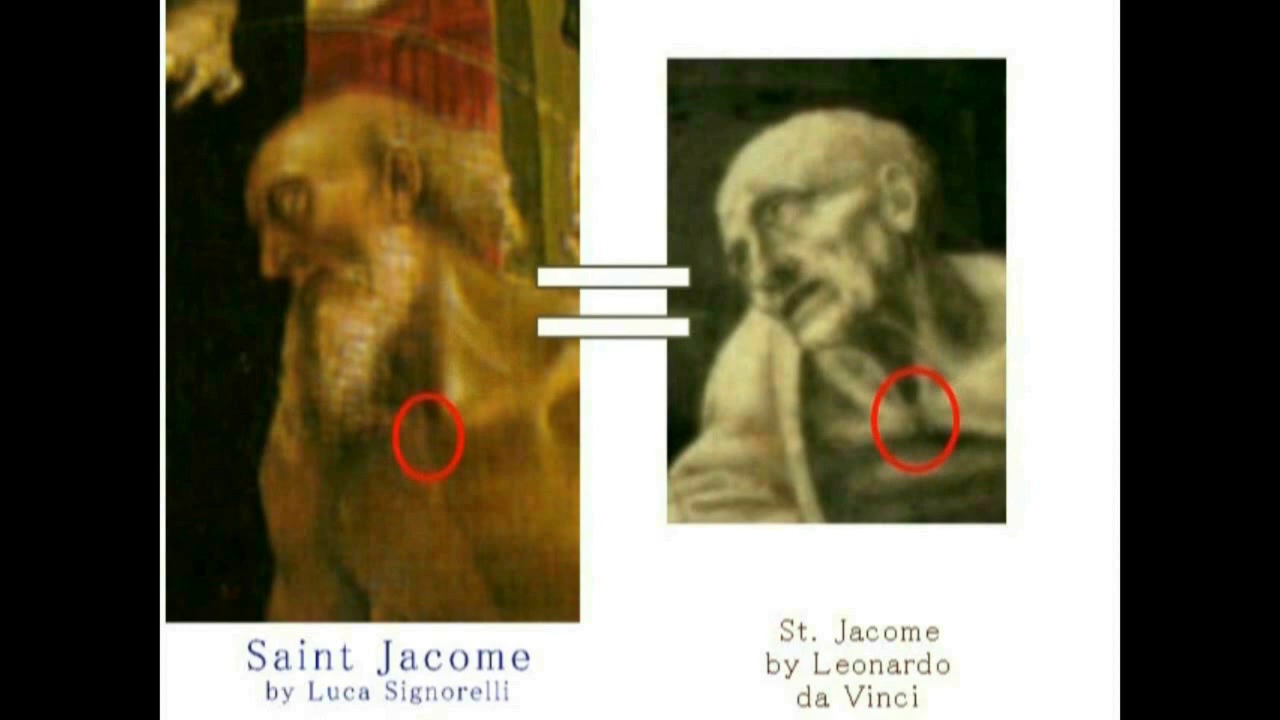 Saint Jacome
by Luca Signorelli
St. Jacome
by Leonardo
da Vinci